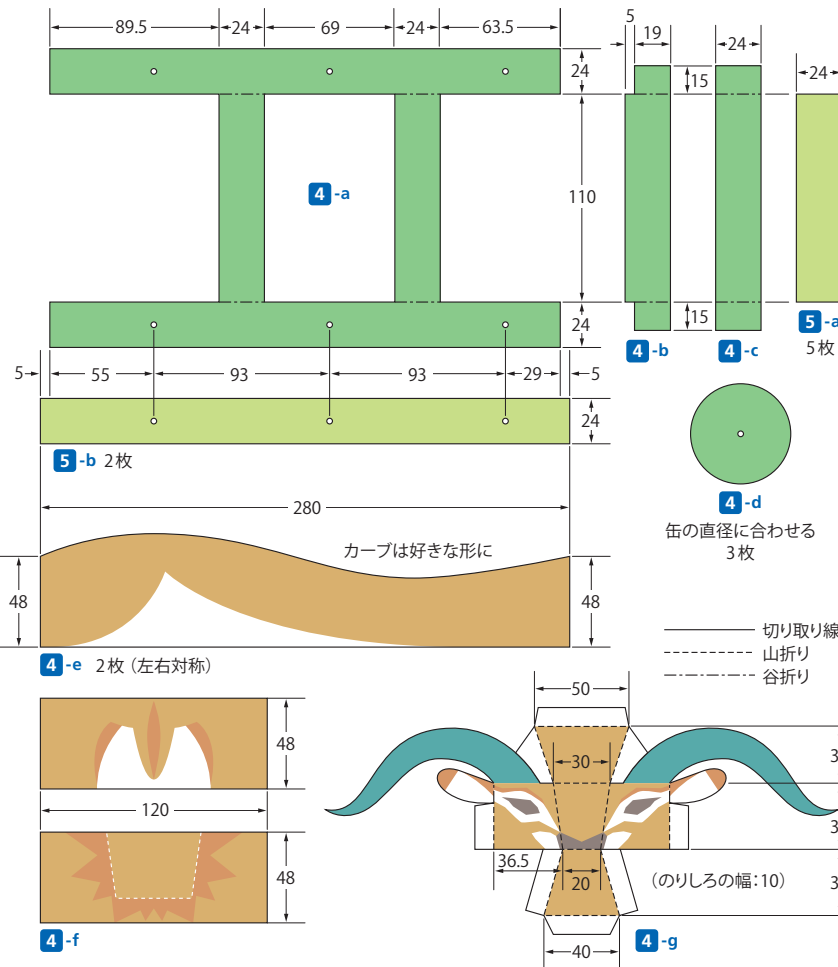 89.5
24
69
24
63.5
24
110
24
4 -a
5
19
24
24
15
15
4 -b
4 -c
5 -a
5枚
5
55
93
93
29
5
24
5 -b 2枚
4 -d
缶の直径に合わせる
3枚
280
カーブは好きな形に
48
48
4 -e 2枚（左右対称）
切り取り線
山折り
谷折り
48
120
48
4 -f
50
30
36.5
20
40
(のりしろの幅：10)
4 -g